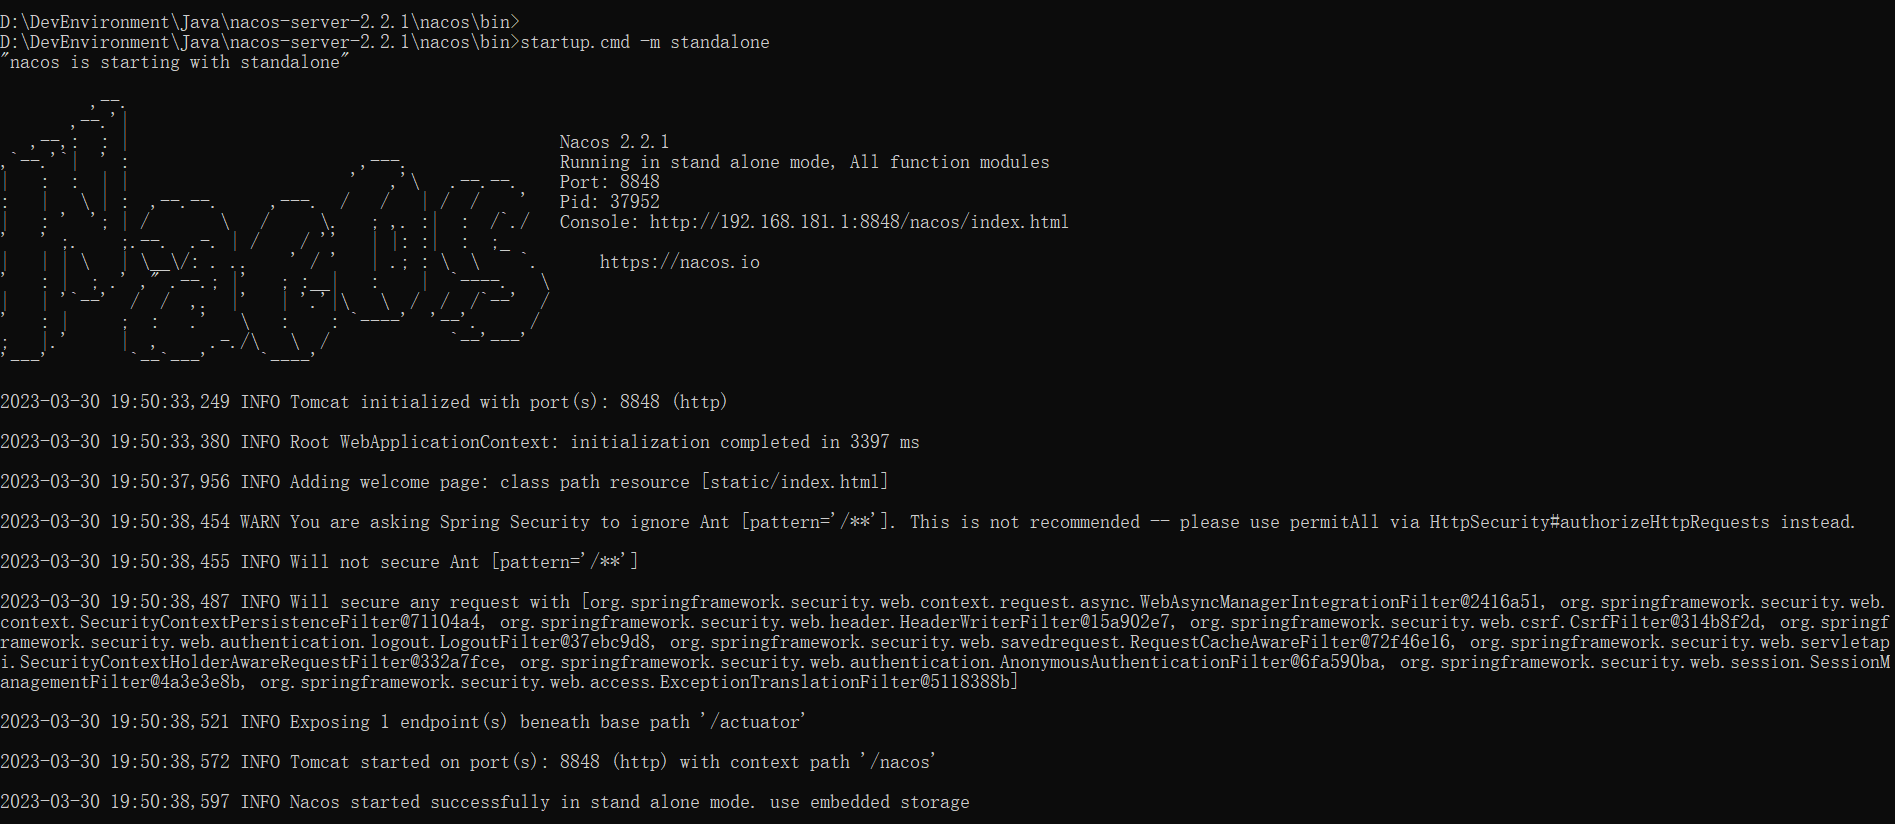 D:\DevEnvironment\Java\nacos-server-2.2.1\nacos\bin>
D:\DevEnvironment\Java\nacos-server-2.2.1\nacos\bin>startup.cmd -m standalone
"nacos is starting with standalone"
Nacos 2.2.1
Running in stand alone mode, All function modules
Port: 8848
Pid: 37952
Console: http://192.168.181.1:8848/nacos/index.html
https://nacos.io
2023-03-30 19:50:33,249 INFO Tomcat initialized with port(s): 8848 (http)
2023-03-30 19:50:33,380 INFO Root WebApplicationContext: initialization completed in 3397 ms
2023-03-30 19:50:37,956 INFO Adding welcome page: class path resource [static/index.html]
2023-03-30 19:50:38,454 WARN You are asking Spring Security to ignore Ant [pattern='/**']. This is not recommended -- please use permitAll via HttpSecurity#authorizeHttpRequests instead.
2023-03-30 19:50:38,455 INFO Will not secure Ant [pattern='/**']
2023-03-30 19:50:38,487 INFO Will secure any request with [org.springframework.security.web.context.request.async.WebAsyncManagerIntegrationFilter@2416a51, org.springframework.security.web.
context.SecurityContextPersistenceFilter@71104a4, org.springframework.security.web.header.HeaderWriterFilter@15a902e7, org.springframework.security.web.csrf.CsrfFilter@314b8f2d, org.springf
ramework.security.web.authentication.logout.LogoutFilter@37ebc9d8, org.springframework.security.web.savedrequest.RequestCacheAwareFilter@72f46e16, org.springframework.security.web.servletap
i.SecurityContextHolderAwareRequestFilter@332a7fce, org.springframework.security.web.authentication.AnonymousAuthenticationFilter@6fa590ba, org.springframework.security.web.session.SessionM
anagementFilter@4a3e3e8b, org.springframework.security.web.access.ExceptionTranslationFilter@5118388b]
2023-03-30 19:50:38,521 INFO Exposing 1 endpoint(s) beneath base path '/actuator'
2023-03-30 19:50:38,572 INFO Tomcat started on port(s): 8848 (http) with context path '/nacos'
2023-03-30 19:50:38,597 INFO Nacos started successfully in stand alone mode. use embedded storage